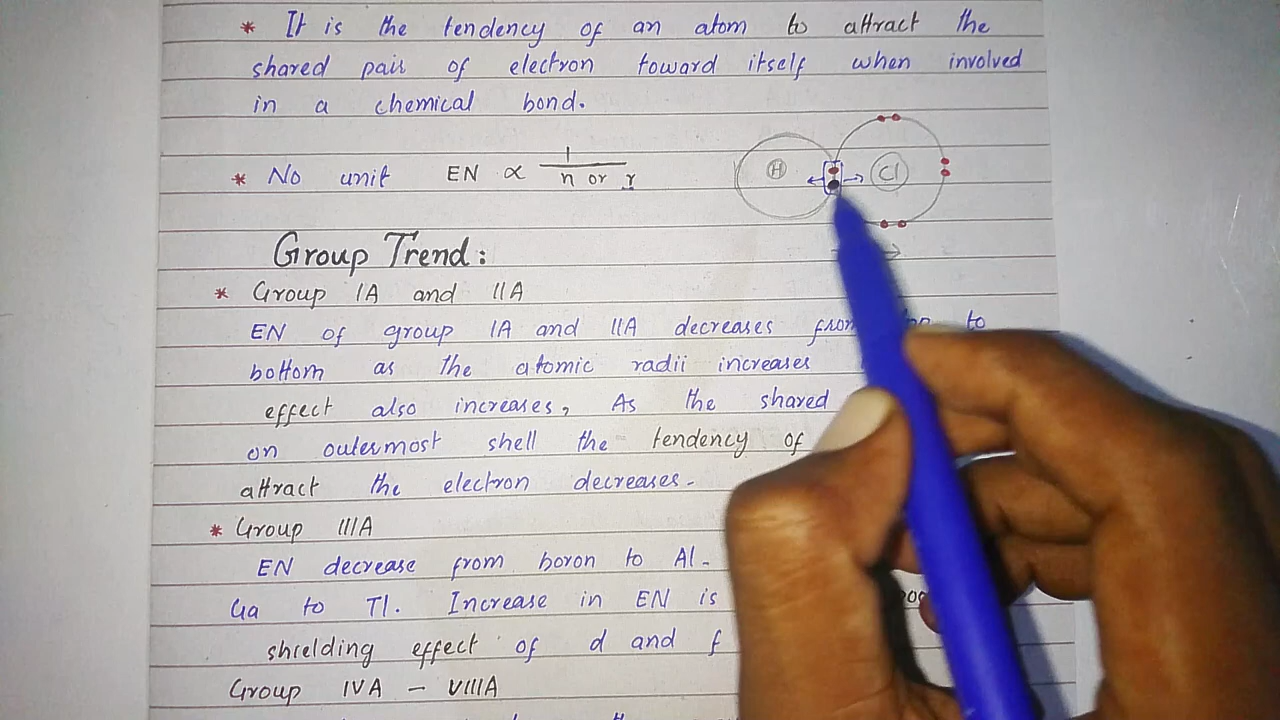 * It is the tendency of an atom to attract the
shared pair of electron toward itself when involved
in a chemical bond.
* No unit EN ∝ 1 / n or r
H Cl
Group Trend:
* Group IA and IIA
EN of group IA and IIA decreases from to
bottom as the atomic radii increases
effect also increases, As the shared
on outermost shell the tendency of
attract the electron decreases.
* Group IIIA
EN decrease from boron to Al.
Ga to Tl. Increase in EN is
shielding effect of d and f
Group IVA - VIIIA